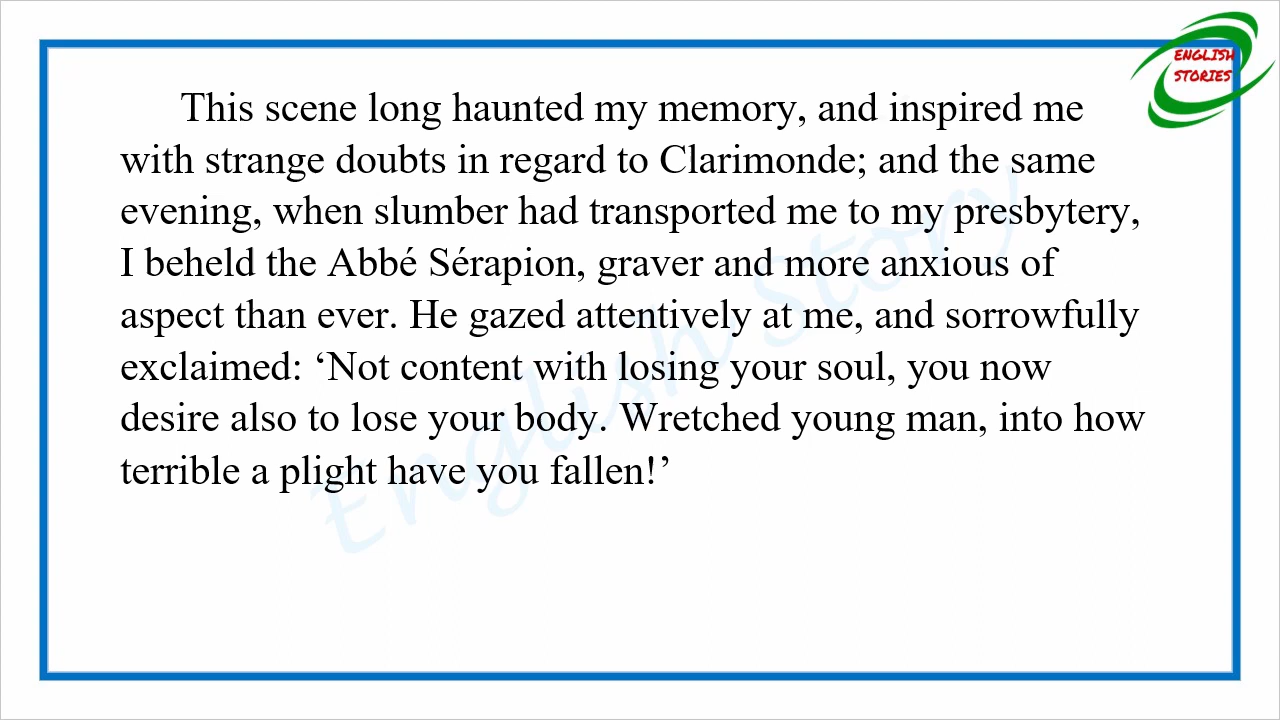 ENGLISH
STORIES
This scene long haunted my memory, and inspired me
with strange doubts in regard to Clarimonde; and the same
evening, when slumber had transported me to my presbytery,
I beheld the Abbé Sérapion, graver and more anxious of
aspect than ever. He gazed attentively at me, and sorrowfully
exclaimed: ‘Not content with losing your soul, you now
desire also to lose your body. Wretched young man, into how
terrible a plight have you fallen!’
English Story